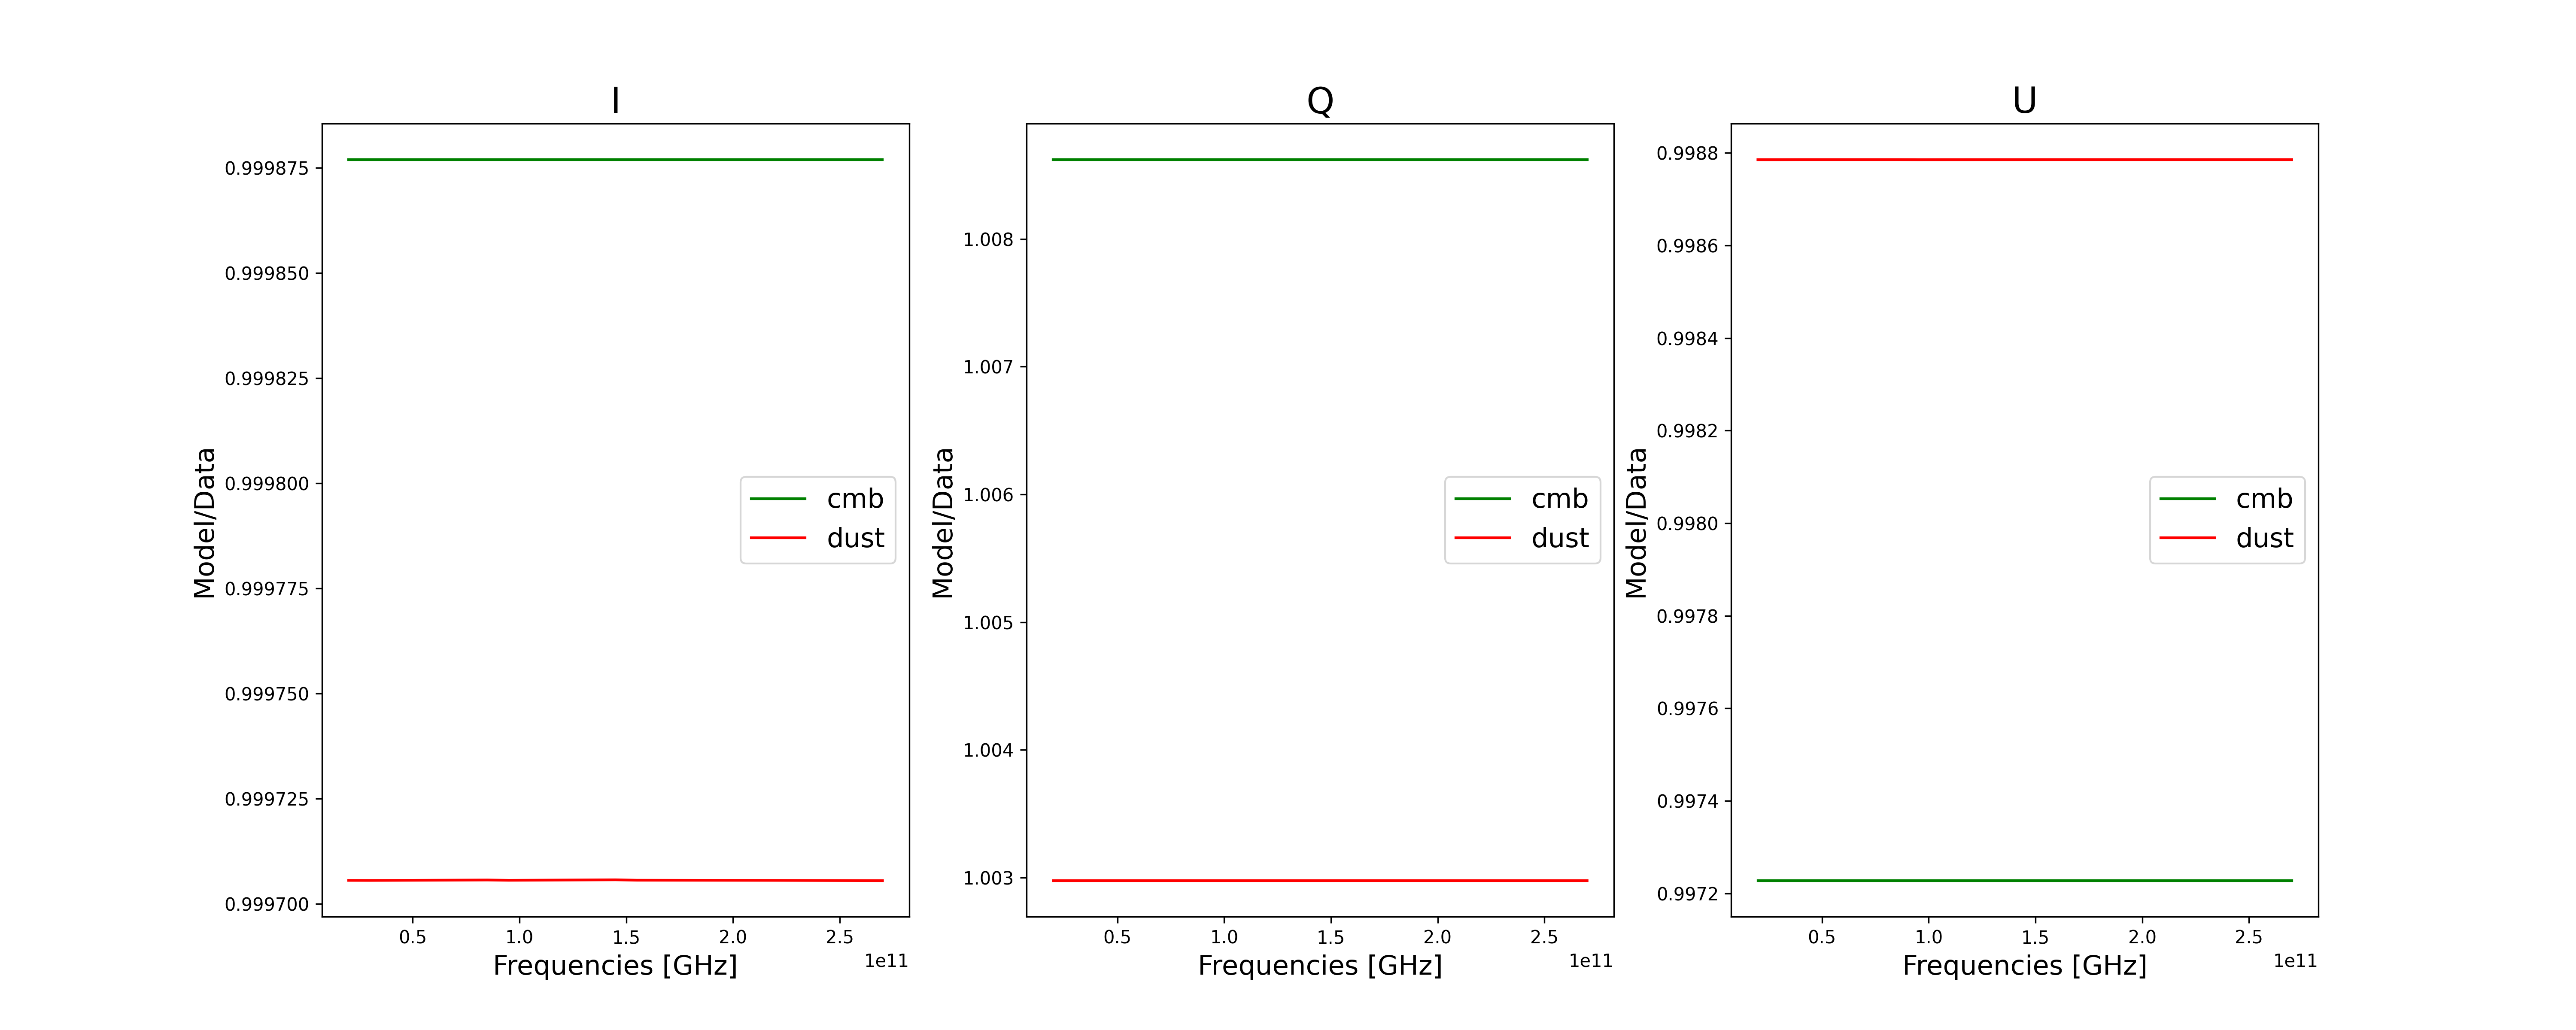 I
Model/Data
0.999875
0.999850
0.999825
0.999800
0.999775
0.999750
0.999725
0.999700
cmb
dust
0.5 1.0 1.5 2.0 2.5
Frequencies [GHz]
1e11
Q
Model/Data
1.008
1.007
1.006
1.005
1.004
1.003
cmb
dust
0.5 1.0 1.5 2.0 2.5
Frequencies [GHz]
1e11
U
Model/Data
0.9988
0.9986
0.9984
0.9982
0.9980
0.9978
0.9976
0.9974
0.9972
cmb
dust
0.5 1.0 1.5 2.0 2.5
Frequencies [GHz]
1e11